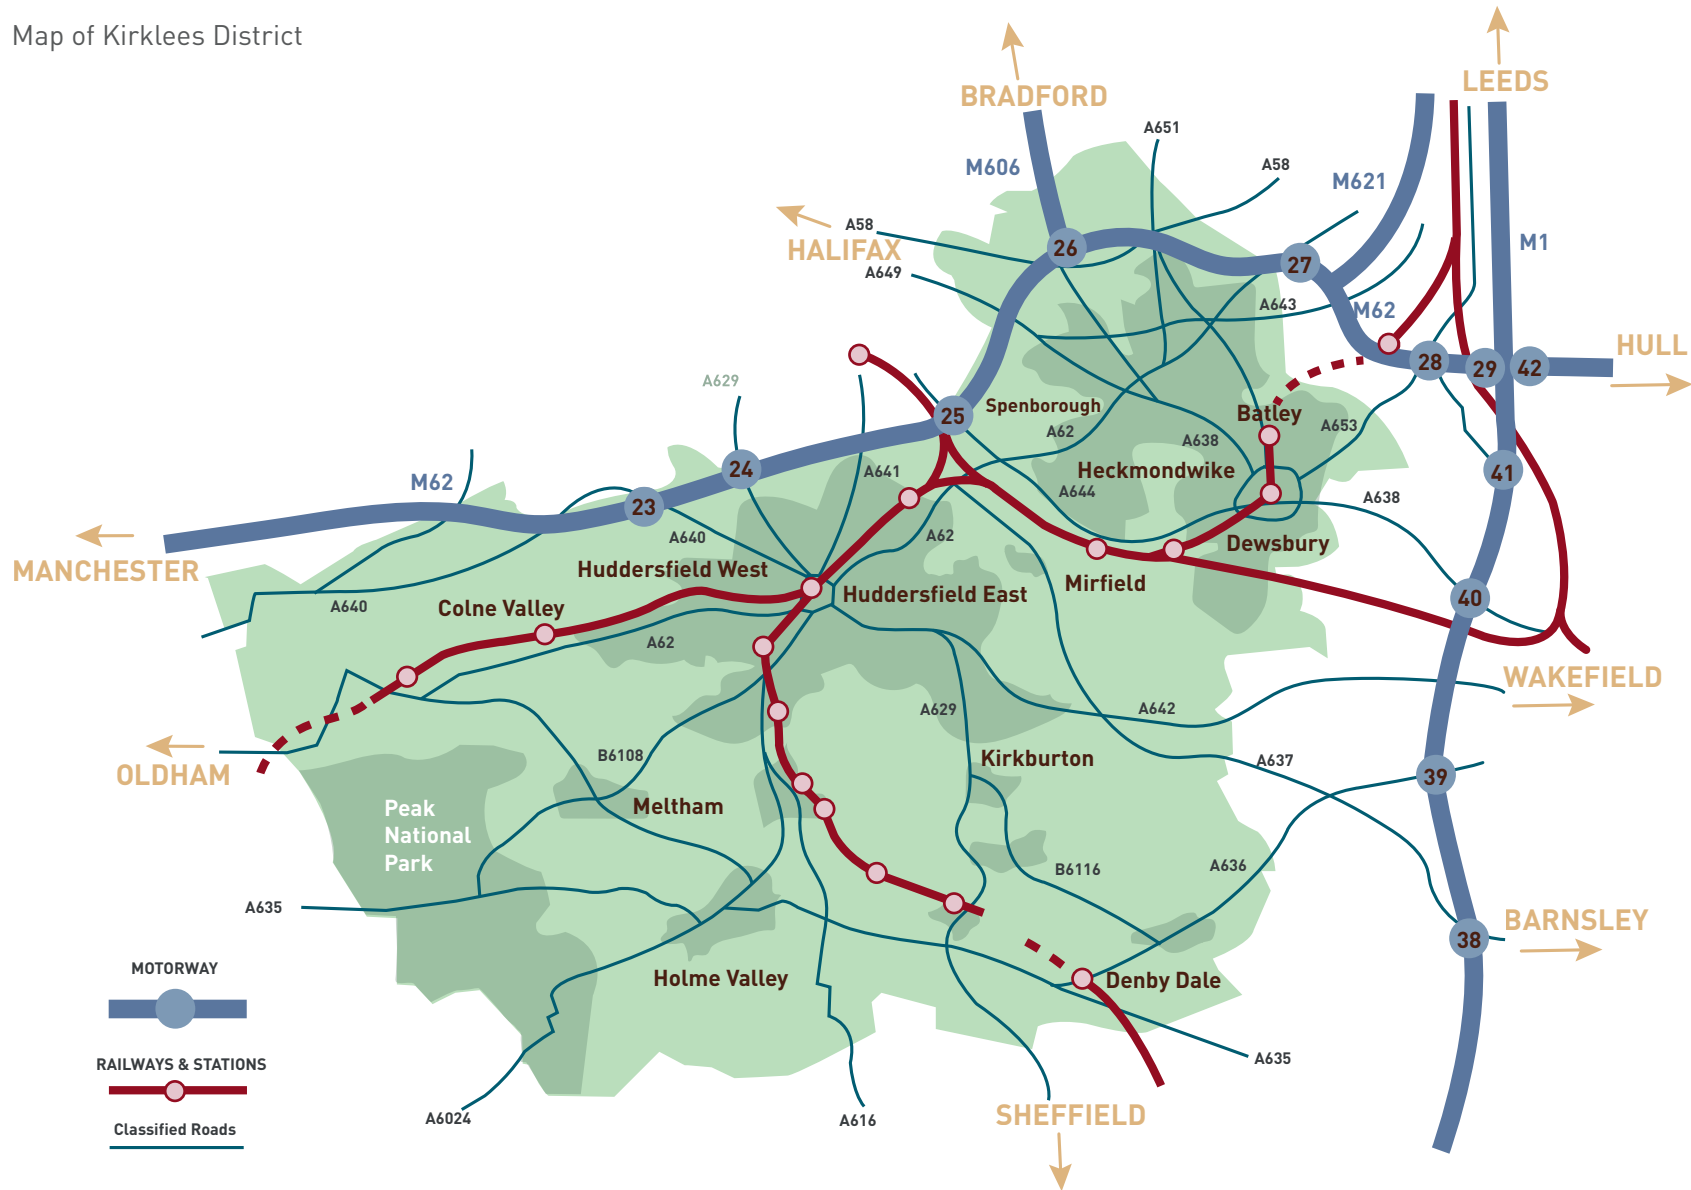 Map of Kirklees District
LEEDS
BRADFORD
A651
A58
M606
M621
A58
HALIFAX
26
27
M1
A649
A643
M62
HULL
28
29
42
A629
Spenborough
25
Batley
A62
A638
A653
24
A641
Heckmondwike
41
M62
A644
A638
23
A640
A62
Dewsbury
MANCHESTER
Huddersfield West
Mirfield
A640
Colne Valley
Huddersfield East
40
A62
WAKEFIELD
A629
A642
B6108
Kirkburton
A637
OLDHAM
39
Peak
National
Park
Meltham
B6116
A636
A635
BARNSLEY
38
MOTORWAY
Holme Valley
Denby Dale
RAILWAYS & STATIONS
A635
Classified Roads
A6024
A616
SHEFFIELD